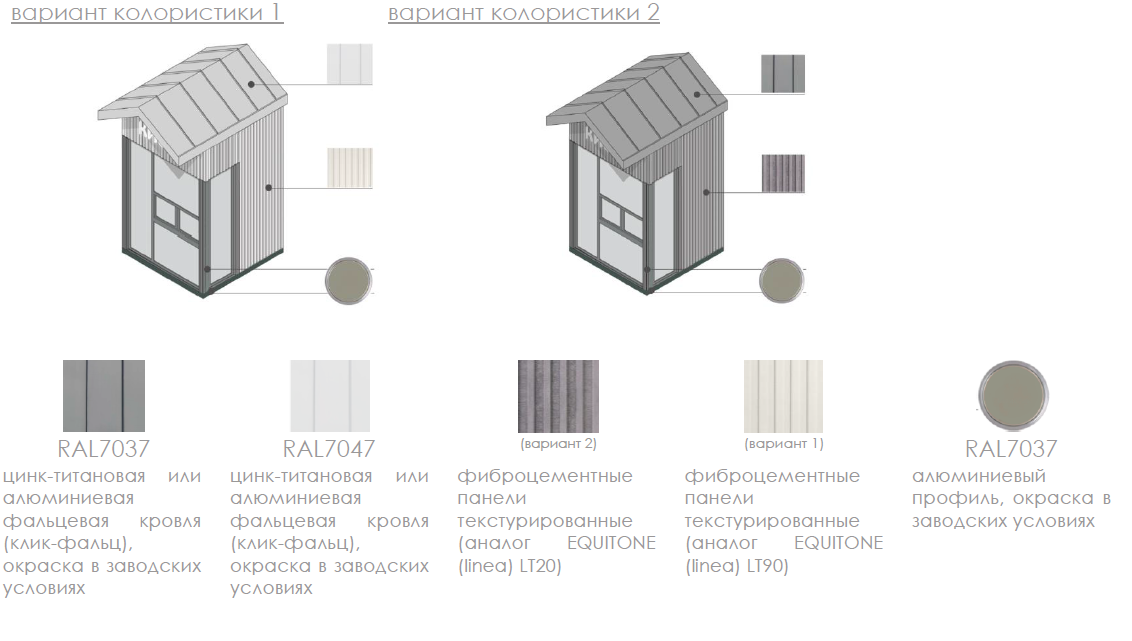 вариант колористики 1
вариант колористики 2
RAL7037
цинк-титановая или
алюминиевая
фальцевая кровля
(клик-фальц),
окраска в заводских
условиях
RAL7047
цинк-титановая или
алюминиевая
фальцевая кровля
(клик-фальц),
окраска в заводских
условиях
(вариант 2)
фиброцементные
панели
текстурированные
(аналог EQUITONE
(linea) LT20)
(вариант 1)
фиброцементные
панели
текстурированные
(аналог EQUITONE
(linea) LT90)
RAL7037
алюминиевый
профиль, окраска в
заводских условиях